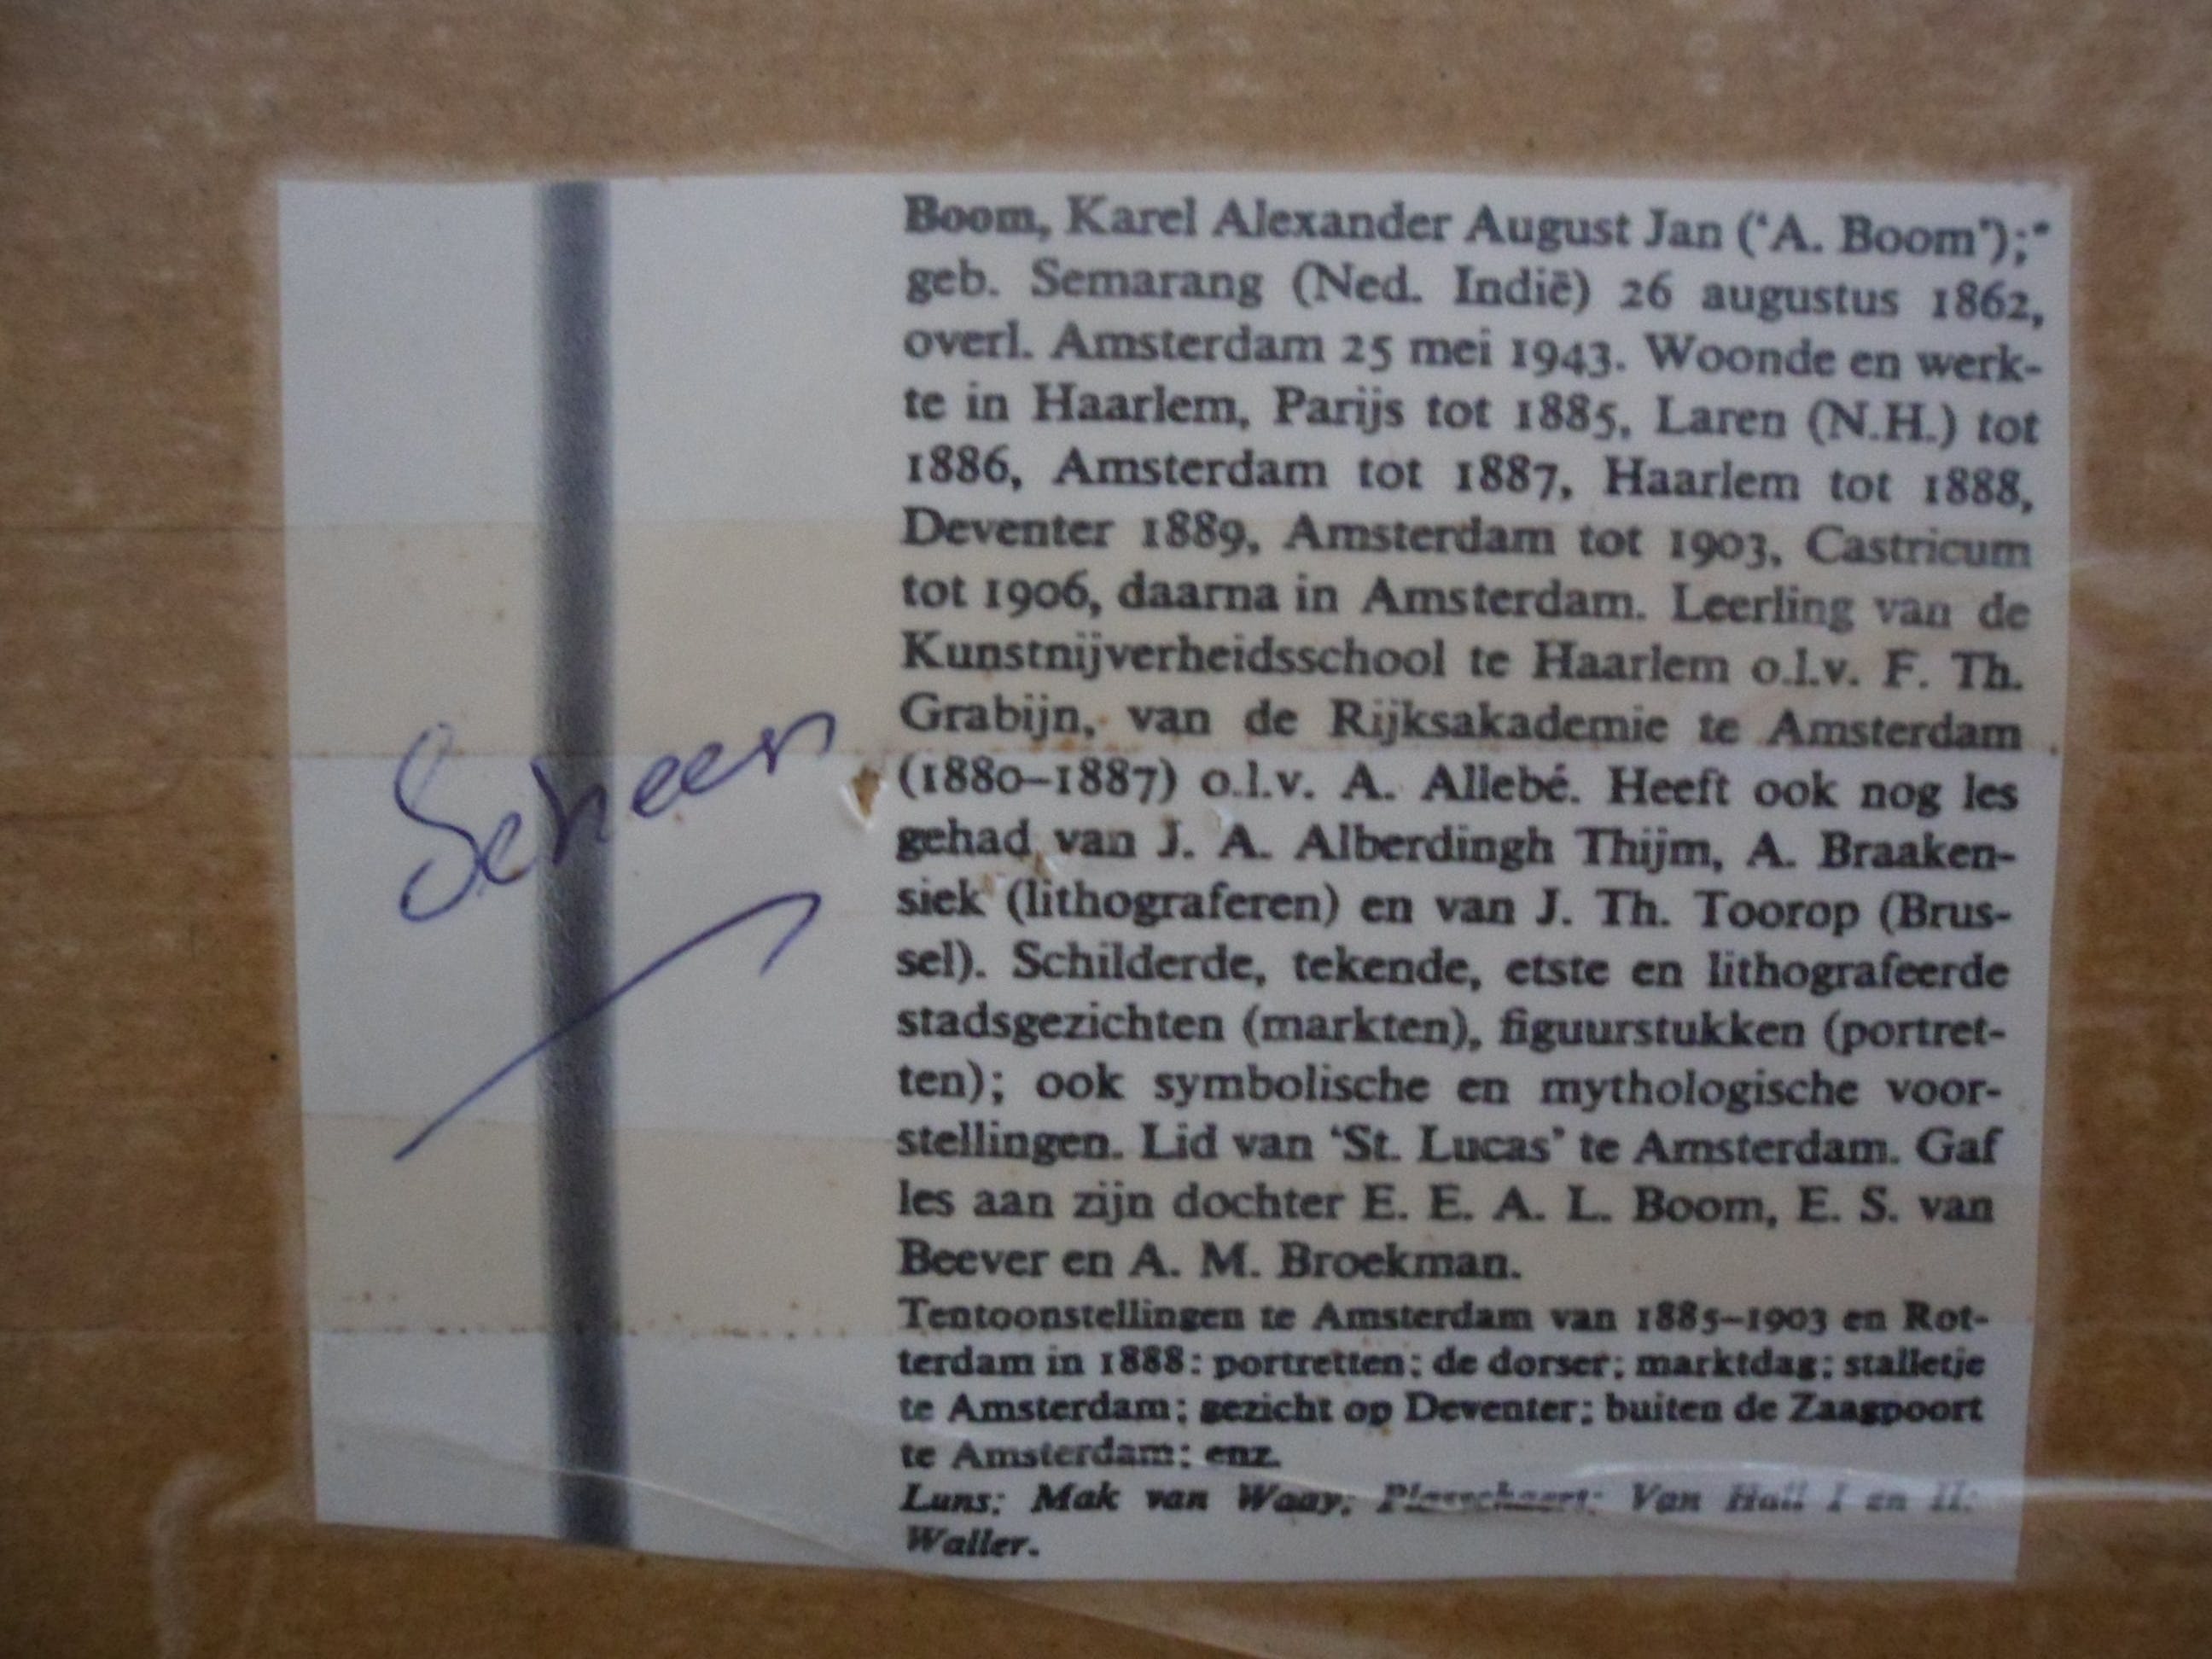 Boom, Karel Alexander August Jan ('A. Boom');*
geb. Semarang (Ned. Indië) 26 augustus 1862,
overl. Amsterdam 25 mei 1943. Woonde en werk-
te in Haarlem, Parijs tot 1885, Laren (N.H.) tot
1886, Amsterdam tot 1887, Haarlem tot 1888,
Deventer 1889, Amsterdam tot 1903, Castricum
tot 1906, daarna in Amsterdam. Leerling van de
Kunstnijverheidsschool te Haarlem o.l.v. F. Th.
Grabijn, van de Rijksakademie te Amsterdam
(1880–1887) o.l.v. A. Allebé. Heeft ook nog les
gehad van J. A. Alberdingh Thijm, A. Braaken-
siek (lithograferen) en van J. Th. Toorop (Brus-
sel). Schilderde, tekende, etste en lithografeerde
stadsgezichten (markten), figuurstukken (portret-
ten); ook symbolische en mythologische voor-
stellingen. Lid van 'St. Lucas' te Amsterdam. Gaf
les aan zijn dochter E. E. A. L. Boom, E. S. van
Beever en A. M. Broekman.
Tentoonstellingen te Amsterdam van 1885–1903 en Rot-
terdam in 1888: portretten; de dorser; marktdag; stalletje
te Amsterdam; gezicht op Deventer; buiten de Zaagpoort
te Amsterdam; enz.
Luns; Mak van Waay; Plasschaert; Van Hall I en II;
Waller.
Scheen